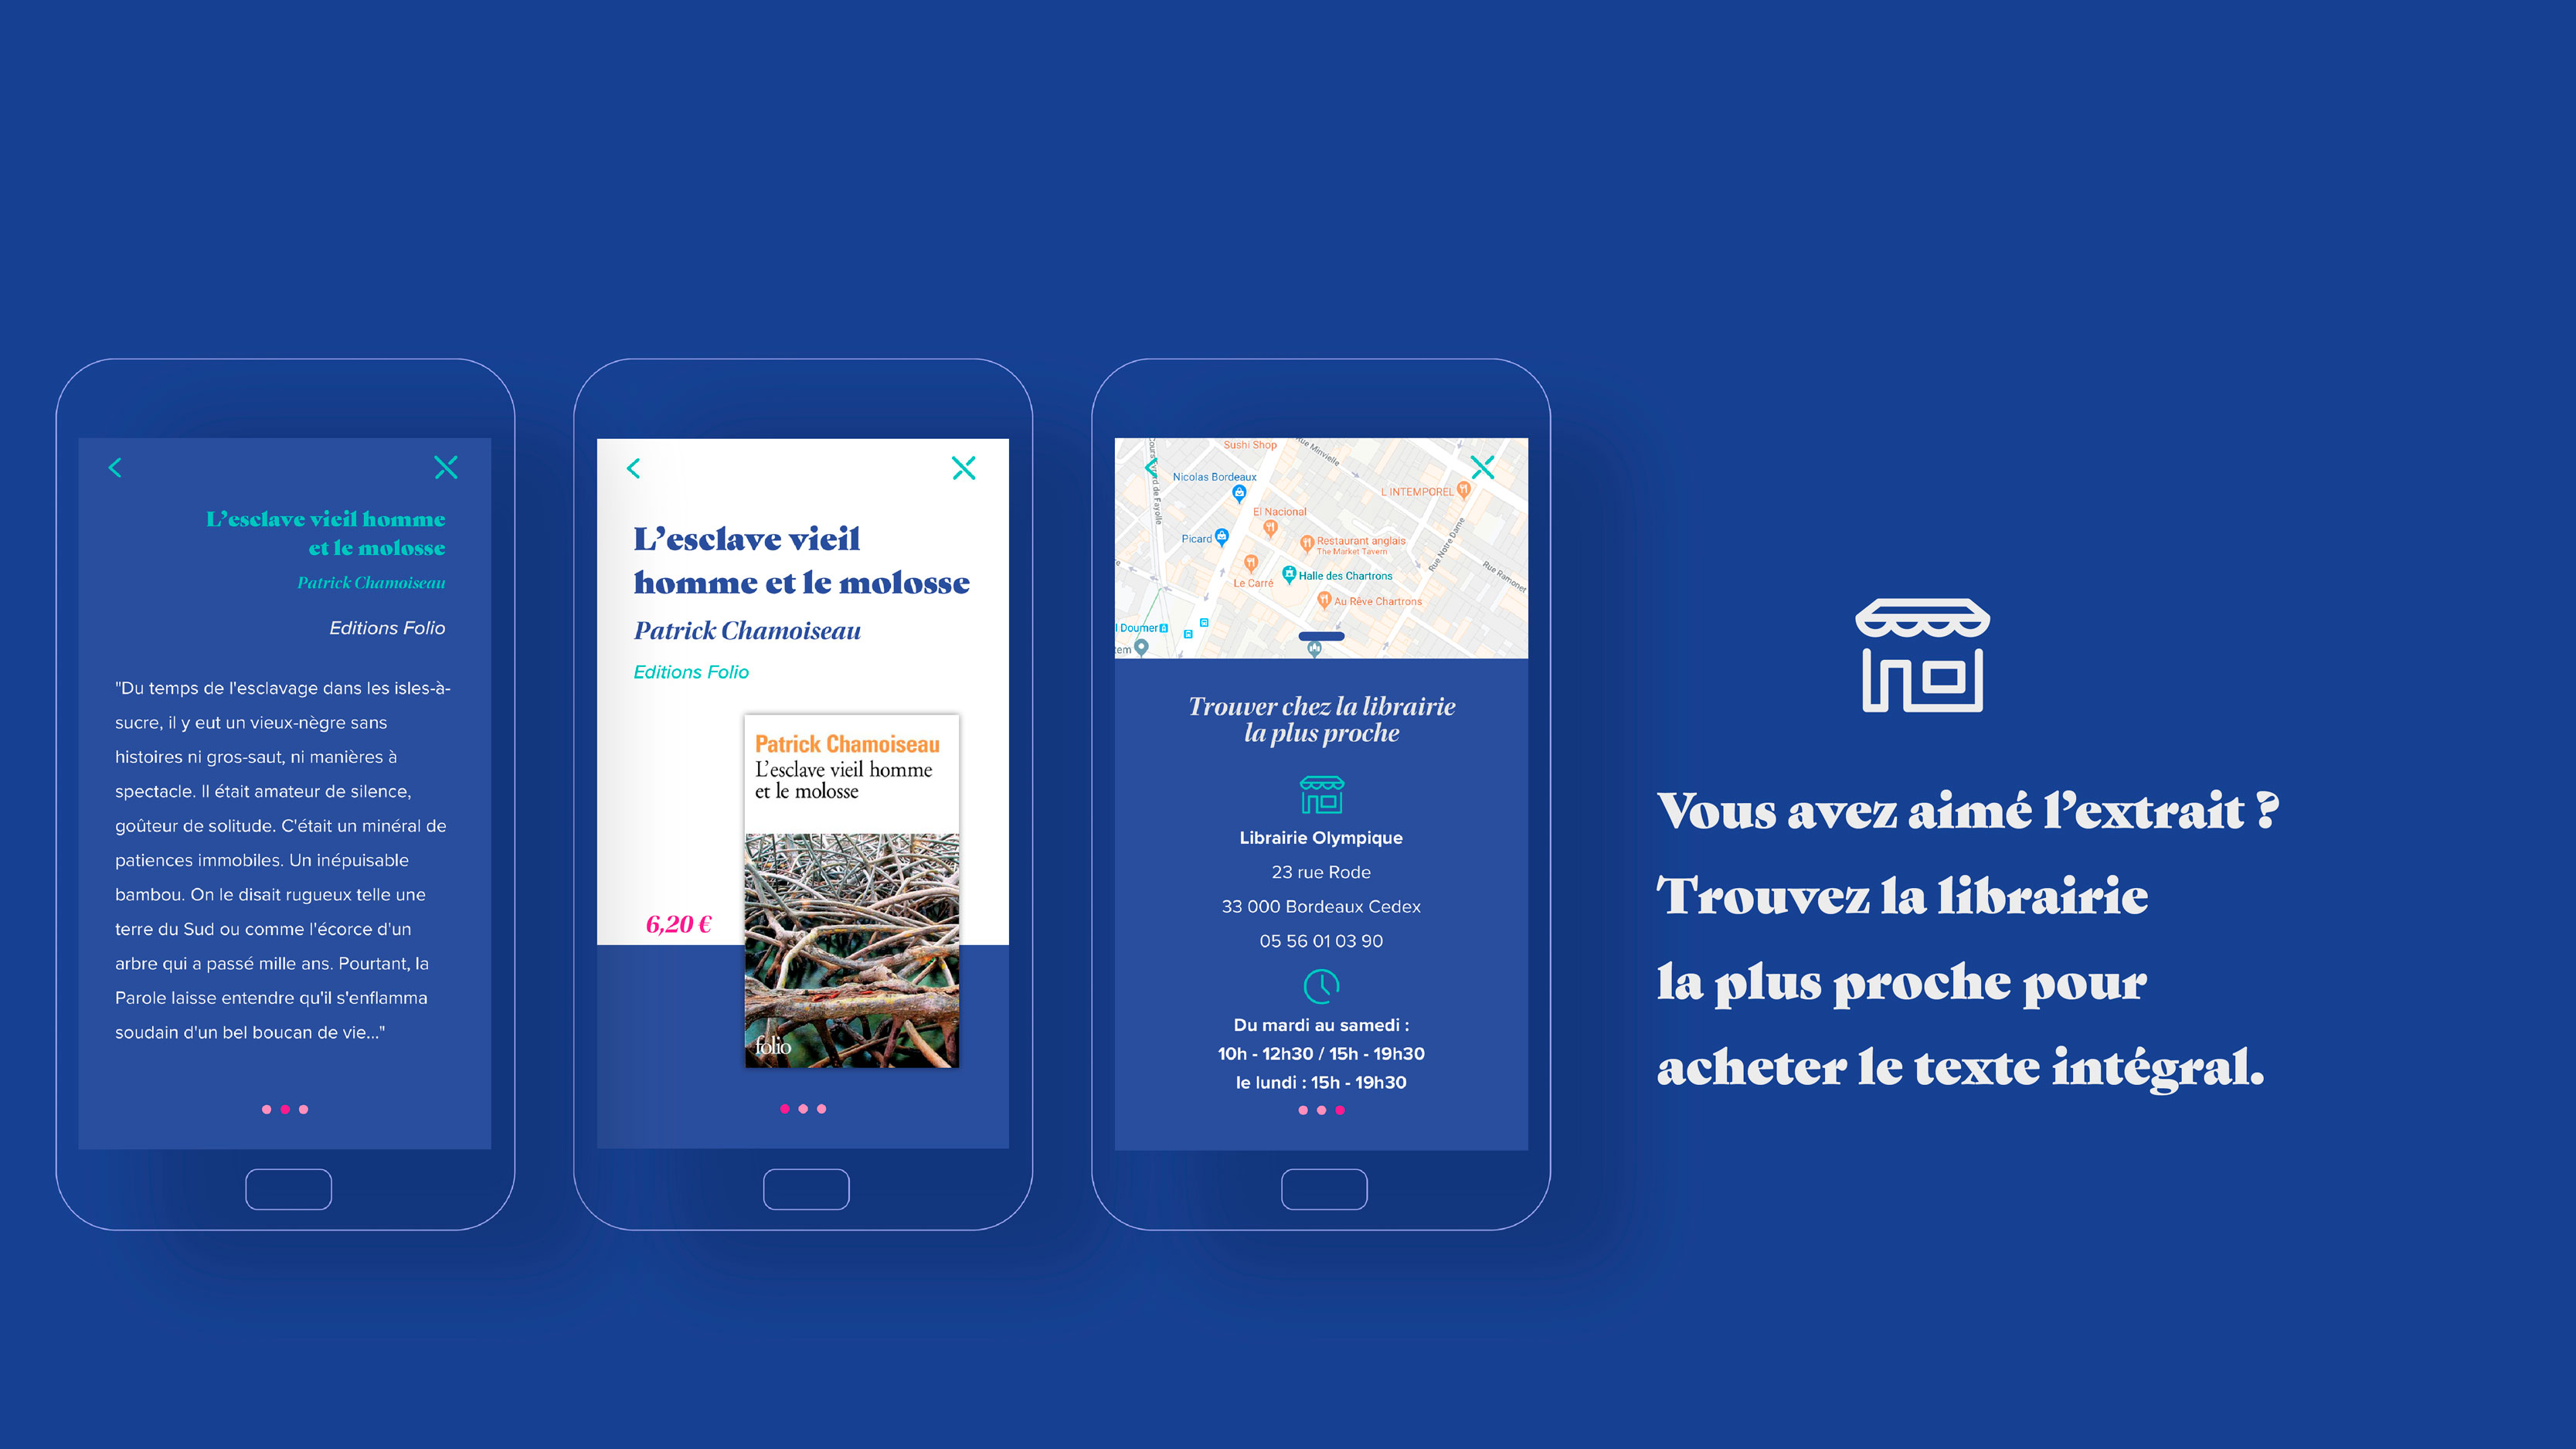 L'esclave vieil homme
et le molosse
Patrick Chamoiseau
Editions Folio
"Du temps de l'esclavage dans les isles-à-
sucre, il y eut un vieux-nègre sans
histoires ni gros-saut, ni manières à
spectacle. Il était amateur de silence,
goûteur de solitude. C'était un minéral de
patiences immobiles. Un inépuisable
bambou. On le disait rugueux telle une
terre du Sud ou comme l'écorce d'un
arbre qui a passé mille ans. Pourtant, la
Parole laisse entendre qu'il s'enflamma
soudain d'un bel boucan de vie..."
L'esclave vieil
homme et le molosse
Patrick Chamoiseau
Editions Folio
Patrick Chamoiseau
L'esclave vieil homme
et le molosse
6,20 €
folio
Sushi Shop
Rue Minvielle
Nicolas Bordeaux
L INTEMPOREL
El Nacional
Picard
Restaurant anglais
The Market Tavern
Rue Notre Dame
Le Carré
Halle des Chartrons
Rue Ramonet
Au Rêve Chartrons
l Doumer
tem
Trouver chez la librairie
la plus proche
Librairie Olympique
23 rue Rode
33 000 Bordeaux Cedex
05 56 01 03 90
Du mardi au samedi :
10h - 12h30 / 15h - 19h30
le lundi : 15h - 19h30
Vous avez aimé l'extrait ?
Trouvez la librairie
la plus proche pour
acheter le texte intégral.